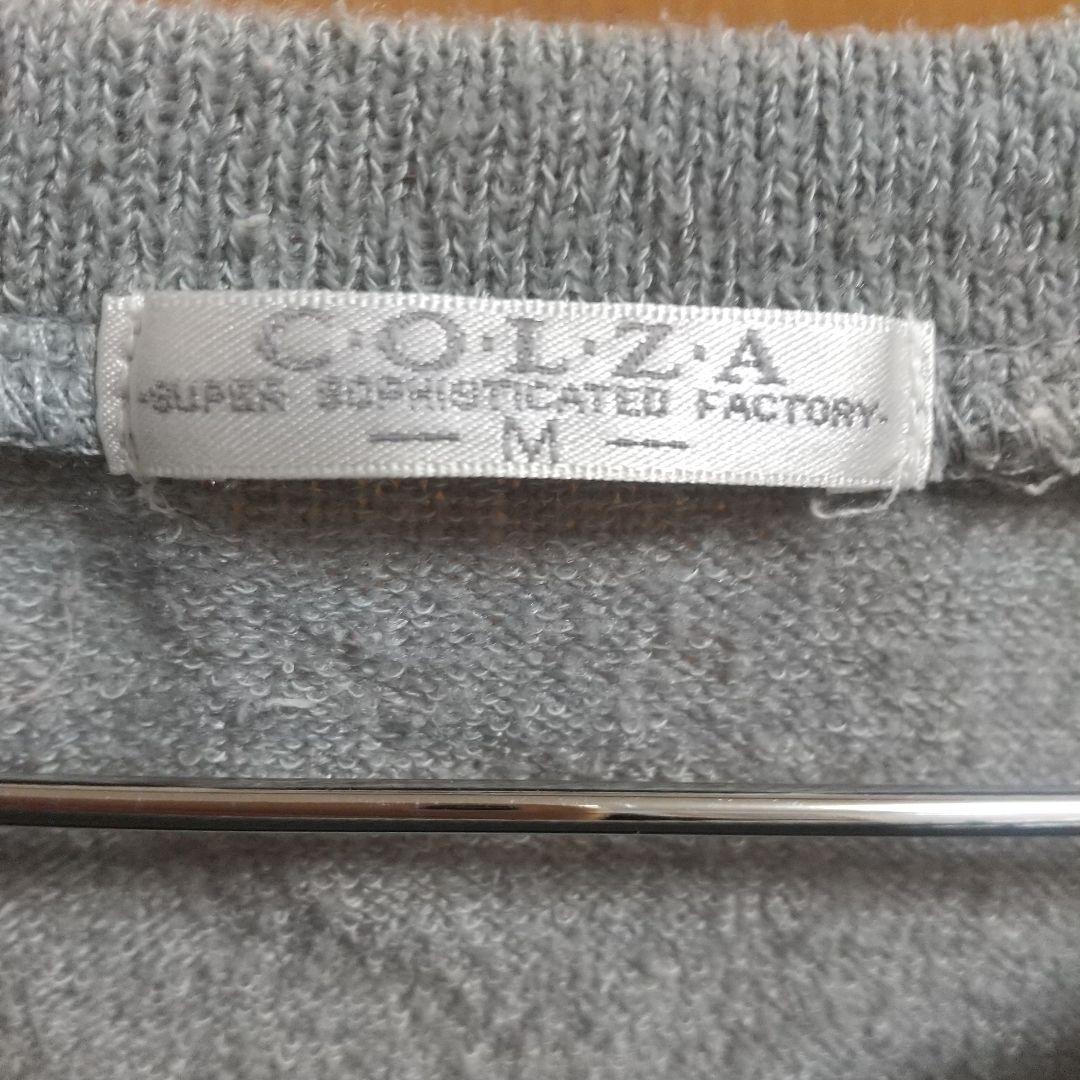 C·O·L·Z·A
-SUPER SOPHISTICATED FACTORY-
— M —